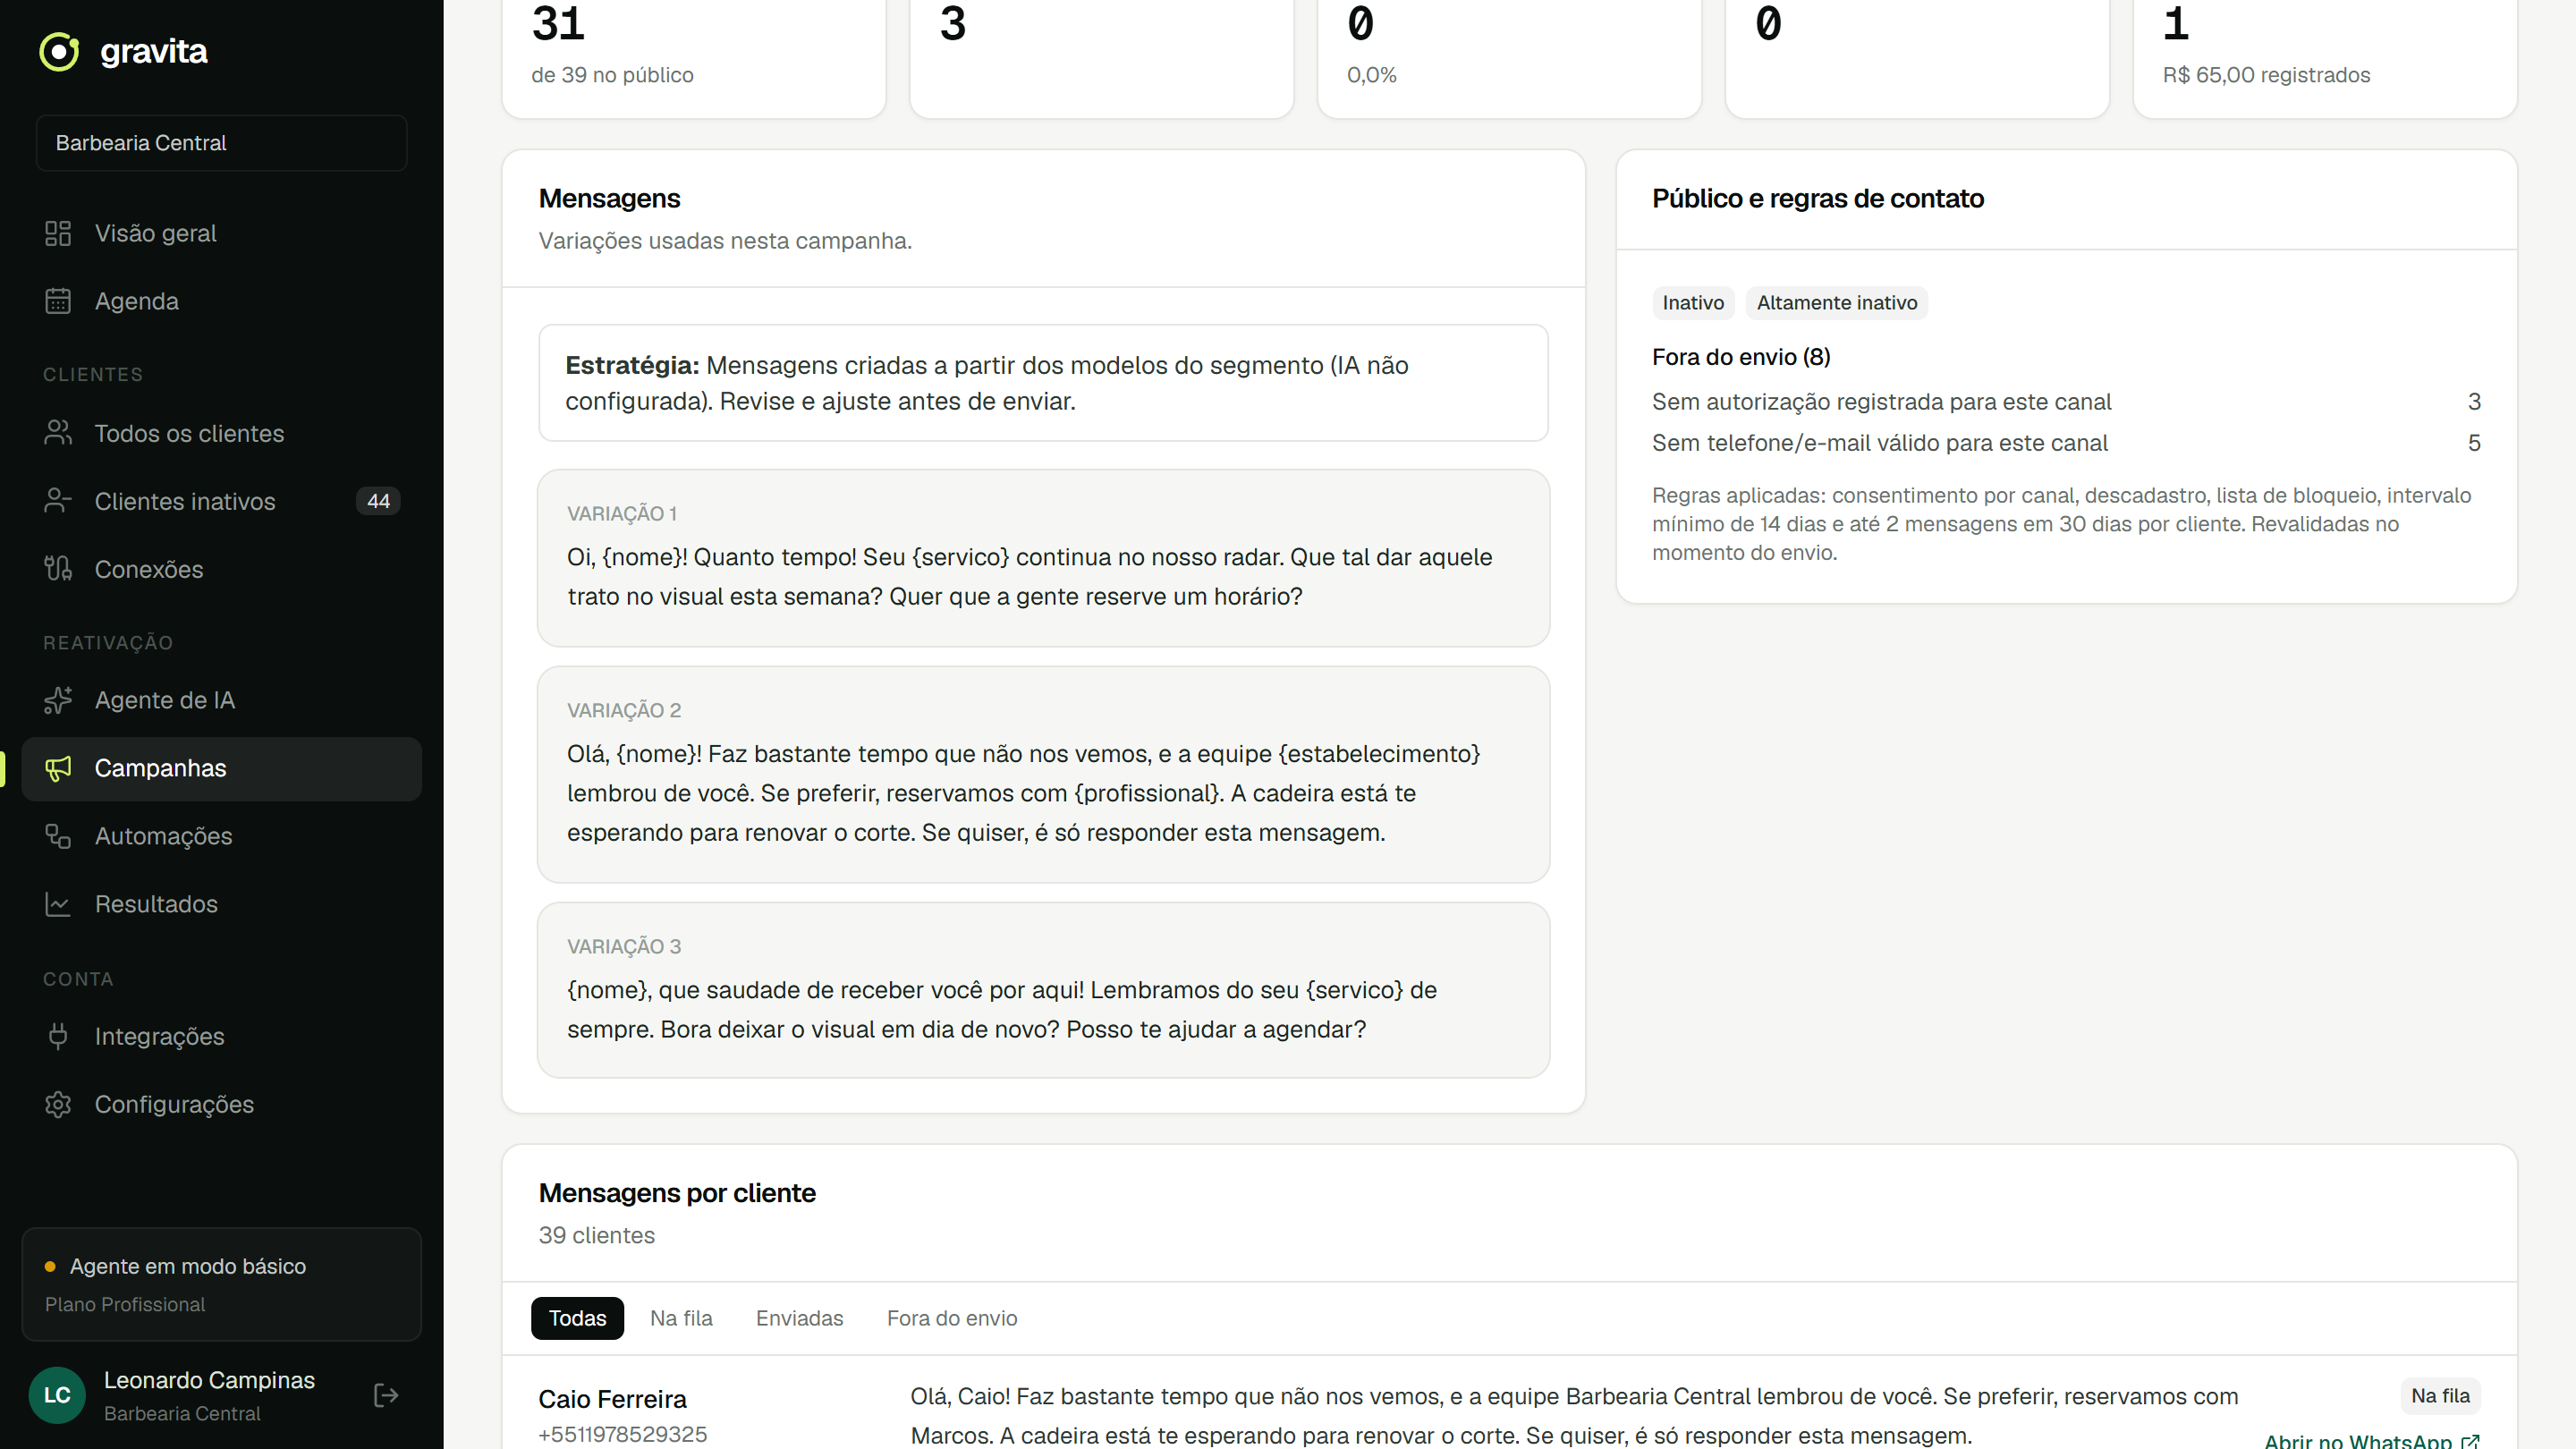 gravita
Barbearia Central
Visão geral
Agenda
CLIENTES
Todos os clientes
Clientes inativos 44
Conexões
REATIVAÇÃO
Agente de IA
Campanhas
Automações
Resultados
CONTA
Integrações
Configurações
Agente em modo básico
Plano Profissional
LC
Leonardo Campinas
Barbearia Central
31
de 39 no público
3
0
0,0%
0
1
R$ 65,00 registrados
Mensagens
Variações usadas nesta campanha.
Estratégia: Mensagens criadas a partir dos modelos do segmento (IA não
configurada). Revise e ajuste antes de enviar.
VARIAÇÃO 1
Oi, {nome}! Quanto tempo! Seu {servico} continua no nosso radar. Que tal dar aquele
trato no visual esta semana? Quer que a gente reserve um horário?
VARIAÇÃO 2
Olá, {nome}! Faz bastante tempo que não nos vemos, e a equipe {estabelecimento}
lembrou de você. Se preferir, reservamos com {profissional}. A cadeira está te
esperando para renovar o corte. Se quiser, é só responder esta mensagem.
VARIAÇÃO 3
{nome}, que saudade de receber você por aqui! Lembramos do seu {servico} de
sempre. Bora deixar o visual em dia de novo? Posso te ajudar a agendar?
Público e regras de contato
Inativo Altamente inativo
Fora do envio (8)
Sem autorização registrada para este canal 3
Sem telefone/e-mail válido para este canal 5
Regras aplicadas: consentimento por canal, descadastro, lista de bloqueio, intervalo
mínimo de 14 dias e até 2 mensagens em 30 dias por cliente. Revalidadas no
momento do envio.
Mensagens por cliente
39 clientes
Todas Na fila Enviadas Fora do envio
Caio Ferreira
+5511978529325
Olá, Caio! Faz bastante tempo que não nos vemos, e a equipe Barbearia Central lembrou de você. Se preferir, reservamos com
Marcos. A cadeira está te esperando para renovar o corte. Se quiser, é só responder esta mensagem.
Na fila
Abrir no WhatsApp